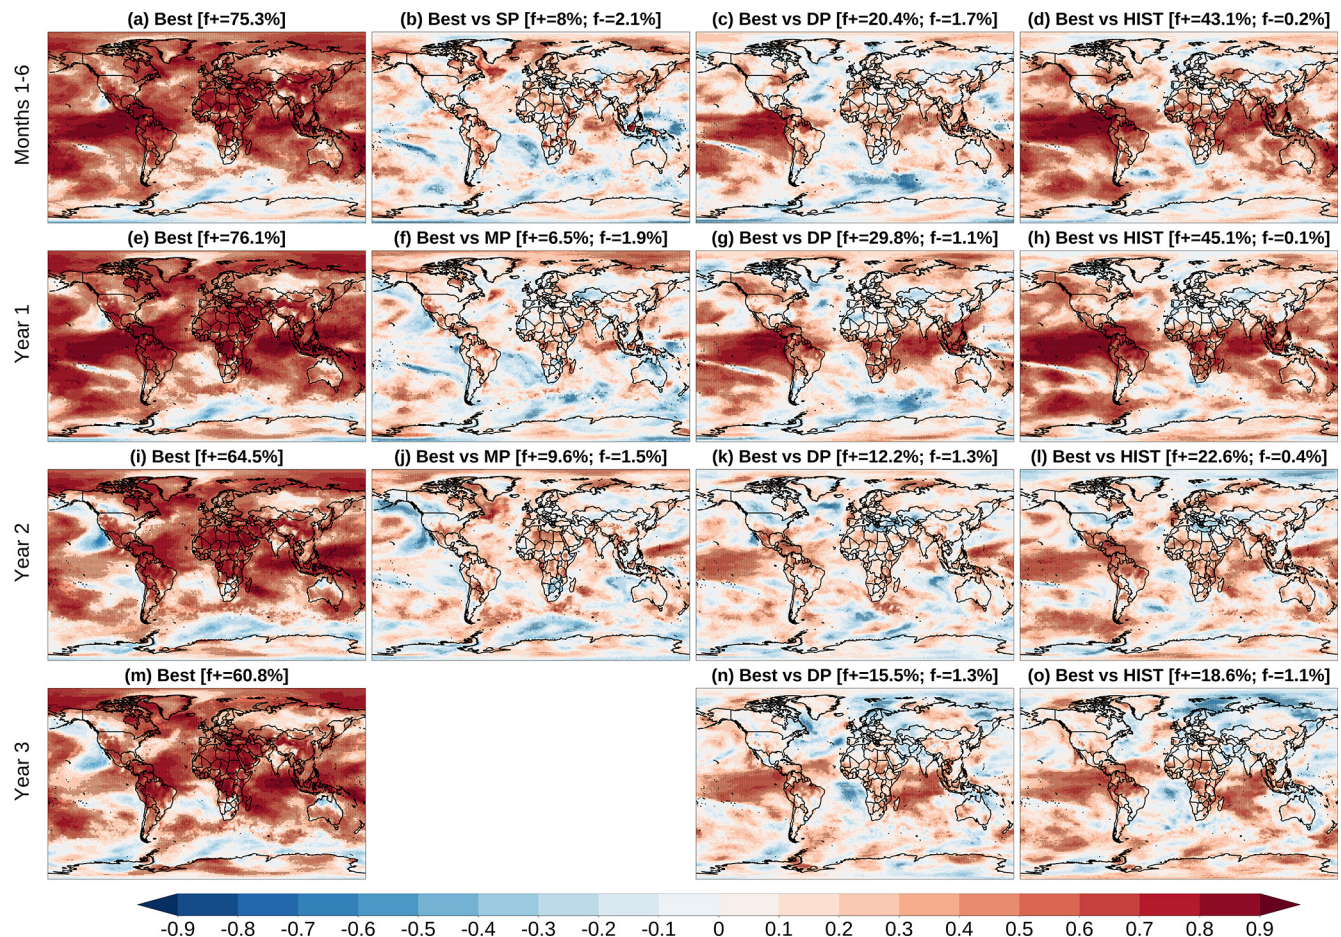 (a) Best [f+=75.3%]
(b) Best vs SP [f+=8%; f-=2.1%]
(c) Best vs DP [f+=20.4%; f-=1.7%]
(d) Best vs HIST [f+=43.1%; f-=0.2%]
Months 1-6
(e) Best [f+=76.1%]
(f) Best vs MP [f+=6.5%; f-=1.9%]
(g) Best vs DP [f+=29.8%; f-=1.1%]
(h) Best vs HIST [f+=45.1%; f-=0.1%]
Year 1
(i) Best [f+=64.5%]
(j) Best vs MP [f+=9.6%; f-=1.5%]
(k) Best vs DP [f+=12.2%; f-=1.3%]
(l) Best vs HIST [f+=22.6%; f-=0.4%]
Year 2
(m) Best [f+=60.8%]
(n) Best vs DP [f+=15.5%; f-=1.3%]
(o) Best vs HIST [f+=18.6%; f-=1.1%]
Year 3
-0.9 -0.8 -0.7 -0.6 -0.5 -0.4 -0.3 -0.2 -0.1 0 0.1 0.2 0.3 0.4 0.5 0.6 0.7 0.8 0.9